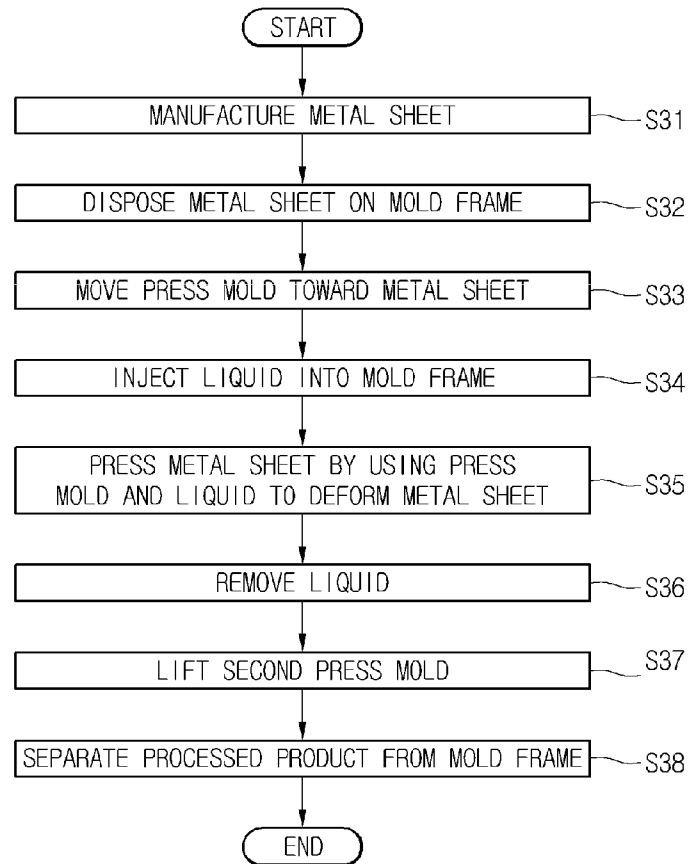 START
MANUFACTURE METAL SHEET
S31
DISPOSE METAL SHEET ON MOLD FRAME
S32
MOVE PRESS MOLD TOWARD METAL SHEET
S33
INJECT LIQUID INTO MOLD FRAME
S34
PRESS METAL SHEET BY USING PRESS
MOLD AND LIQUID TO DEFORM METAL SHEET
S35
REMOVE LIQUID
S36
LIFT SECOND PRESS MOLD
S37
SEPARATE PROCESSED PRODUCT FROM MOLD FRAME
S38
END